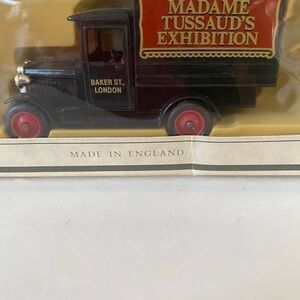 MADAME
TUSSAUD'S
EXHIBITION
BAKER ST.,
LONDON
MADE IN ENGLAND